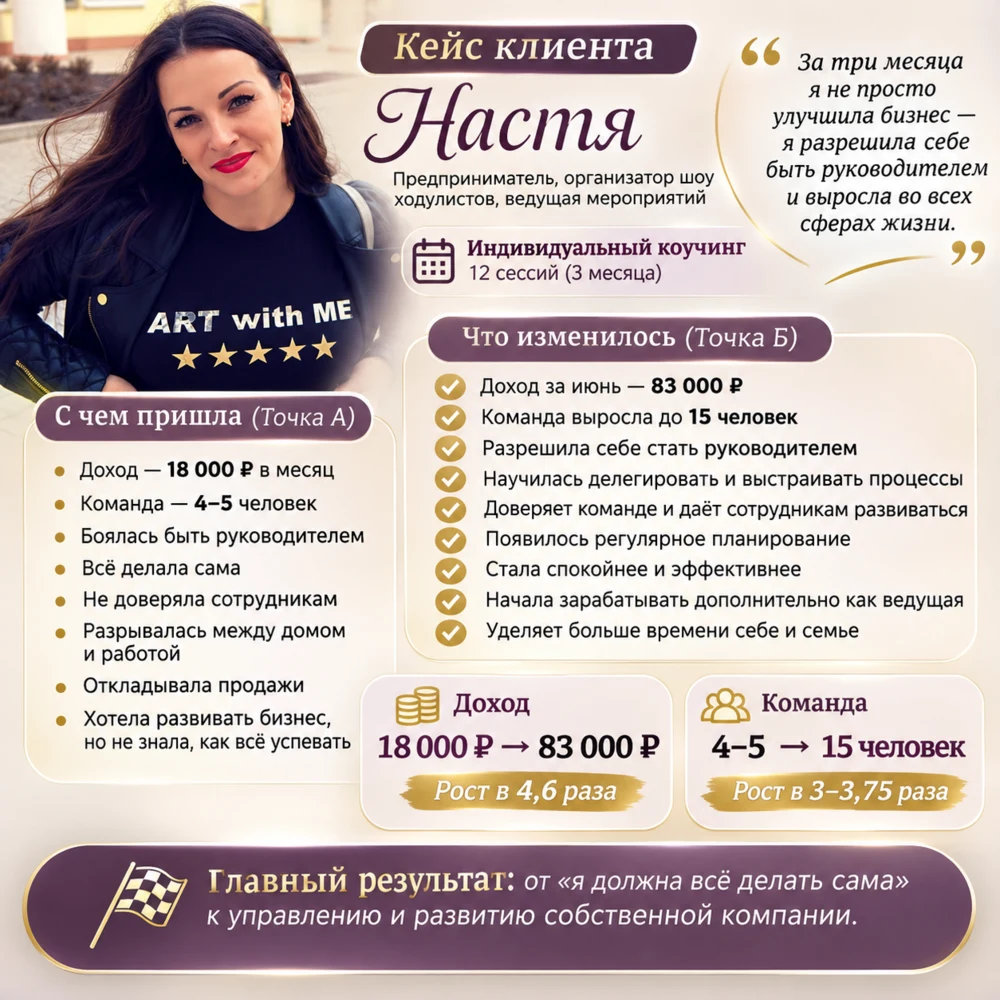 Кейс клиента
Настя
Предприниматель, организатор шоу
ходулистов, ведущая мероприятий
Индивидуальный коучинг
12 сессий (3 месяца)
“
За три месяца
я не просто
улучшила бизнес —
я разрешила себе
быть руководителем
и выросла во всех
сферах жизни.
”
ART with ME
С чем пришла (Точка А)
Доход — 18 000 ₽ в месяц
Команда — 4–5 человек
Боялась быть руководителем
Всё делала сама
Не доверяла сотрудникам
Разрывалась между домом
и работой
Откладывала продажи
Хотела развивать бизнес,
но не знала, как всё успевать
Что изменилось (Точка Б)
Доход за июнь — 83 000 ₽
Команда выросла до 15 человек
Разрешила себе стать руководителем
Научилась делегировать и выстраивать процессы
Доверяет команде и даёт сотрудникам развиваться
Появилось регулярное планирование
Стала спокойнее и эффективнее
Начала зарабатывать дополнительно как ведущая
Уделяет больше времени себе и семье
Доход
18 000 ₽ → 83 000 ₽
Рост в 4,6 раза
Команда
4–5 → 15 человек
Рост в 3–3,75 раза
Главный результат: от «я должна всё делать сама»
к управлению и развитию собственной компании.